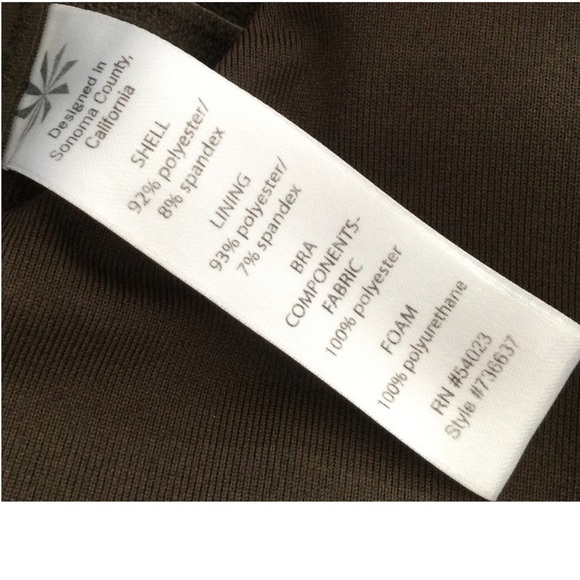 Designed in
Sonoma County,
California
SHELL
92% polyester/
8% spandex
LINING
93% polyester/
7% spandex
BRA
COMPONENTS-
FABRIC
100% polyester
FOAM
100% polyurethane
RN #54023
Style #736637